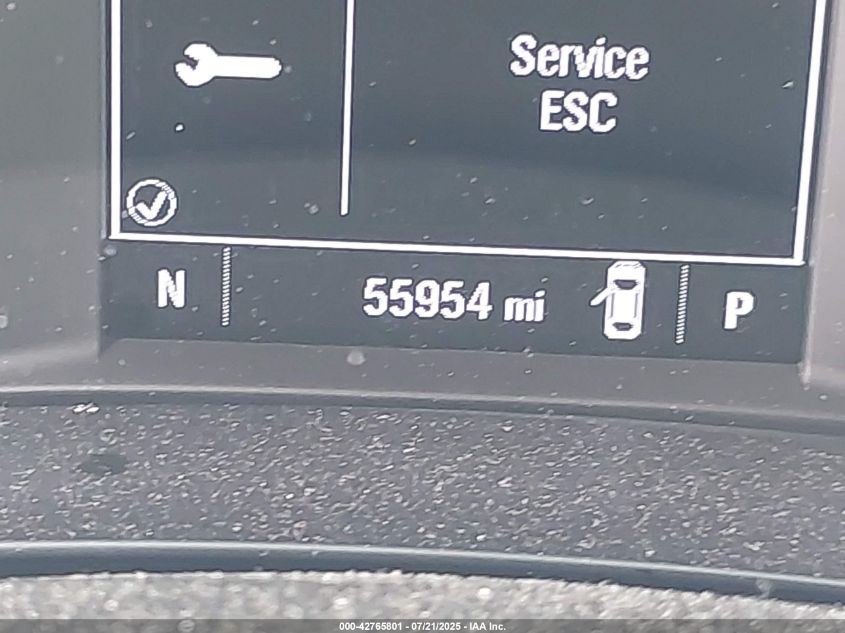 Service
ESC
N 55954 mi P
000-42765801 - 07/21/2025 - IAA Inc.